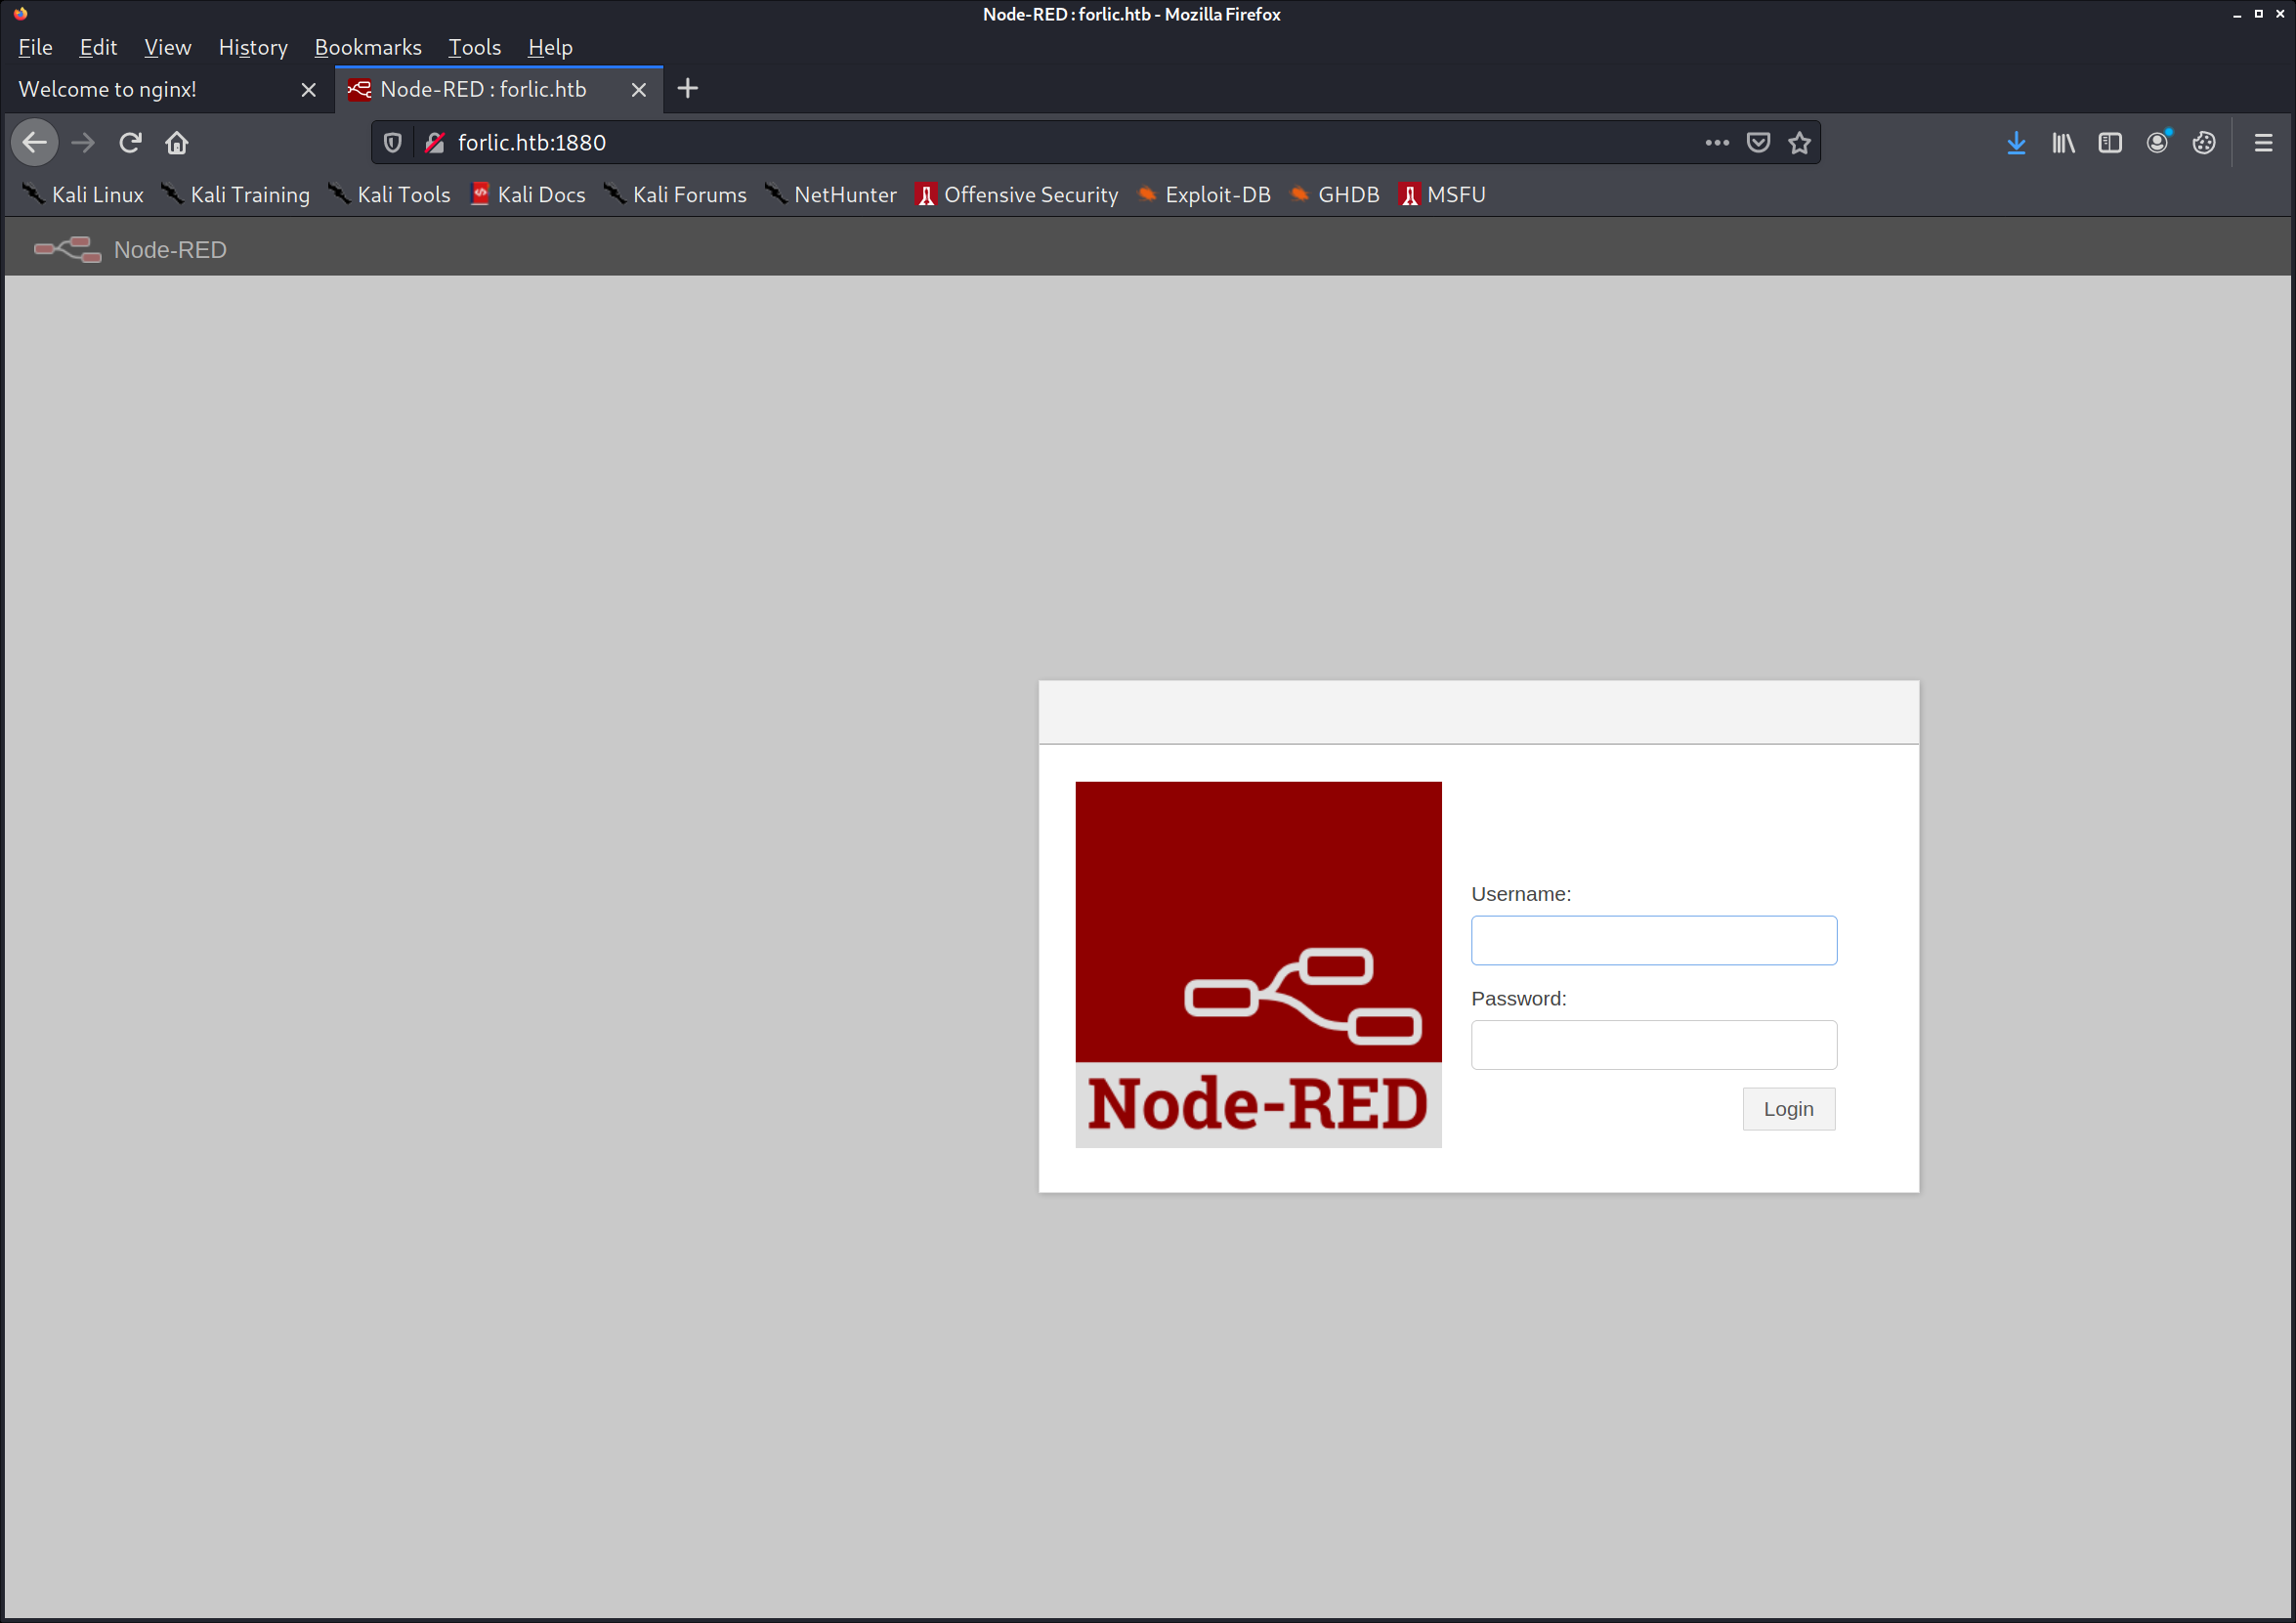 Node-RED : forlic.htb - Mozilla Firefox
File Edit View History Bookmarks Tools Help
Welcome to nginx! Node-RED : forlic.htb
forlic.htb:1880
Kali Linux Kali Training Kali Tools Kali Docs Kali Forums NetHunter Offensive Security Exploit-DB GHDB MSFU
Node-RED
Username:
Password:
Login
Node-RED